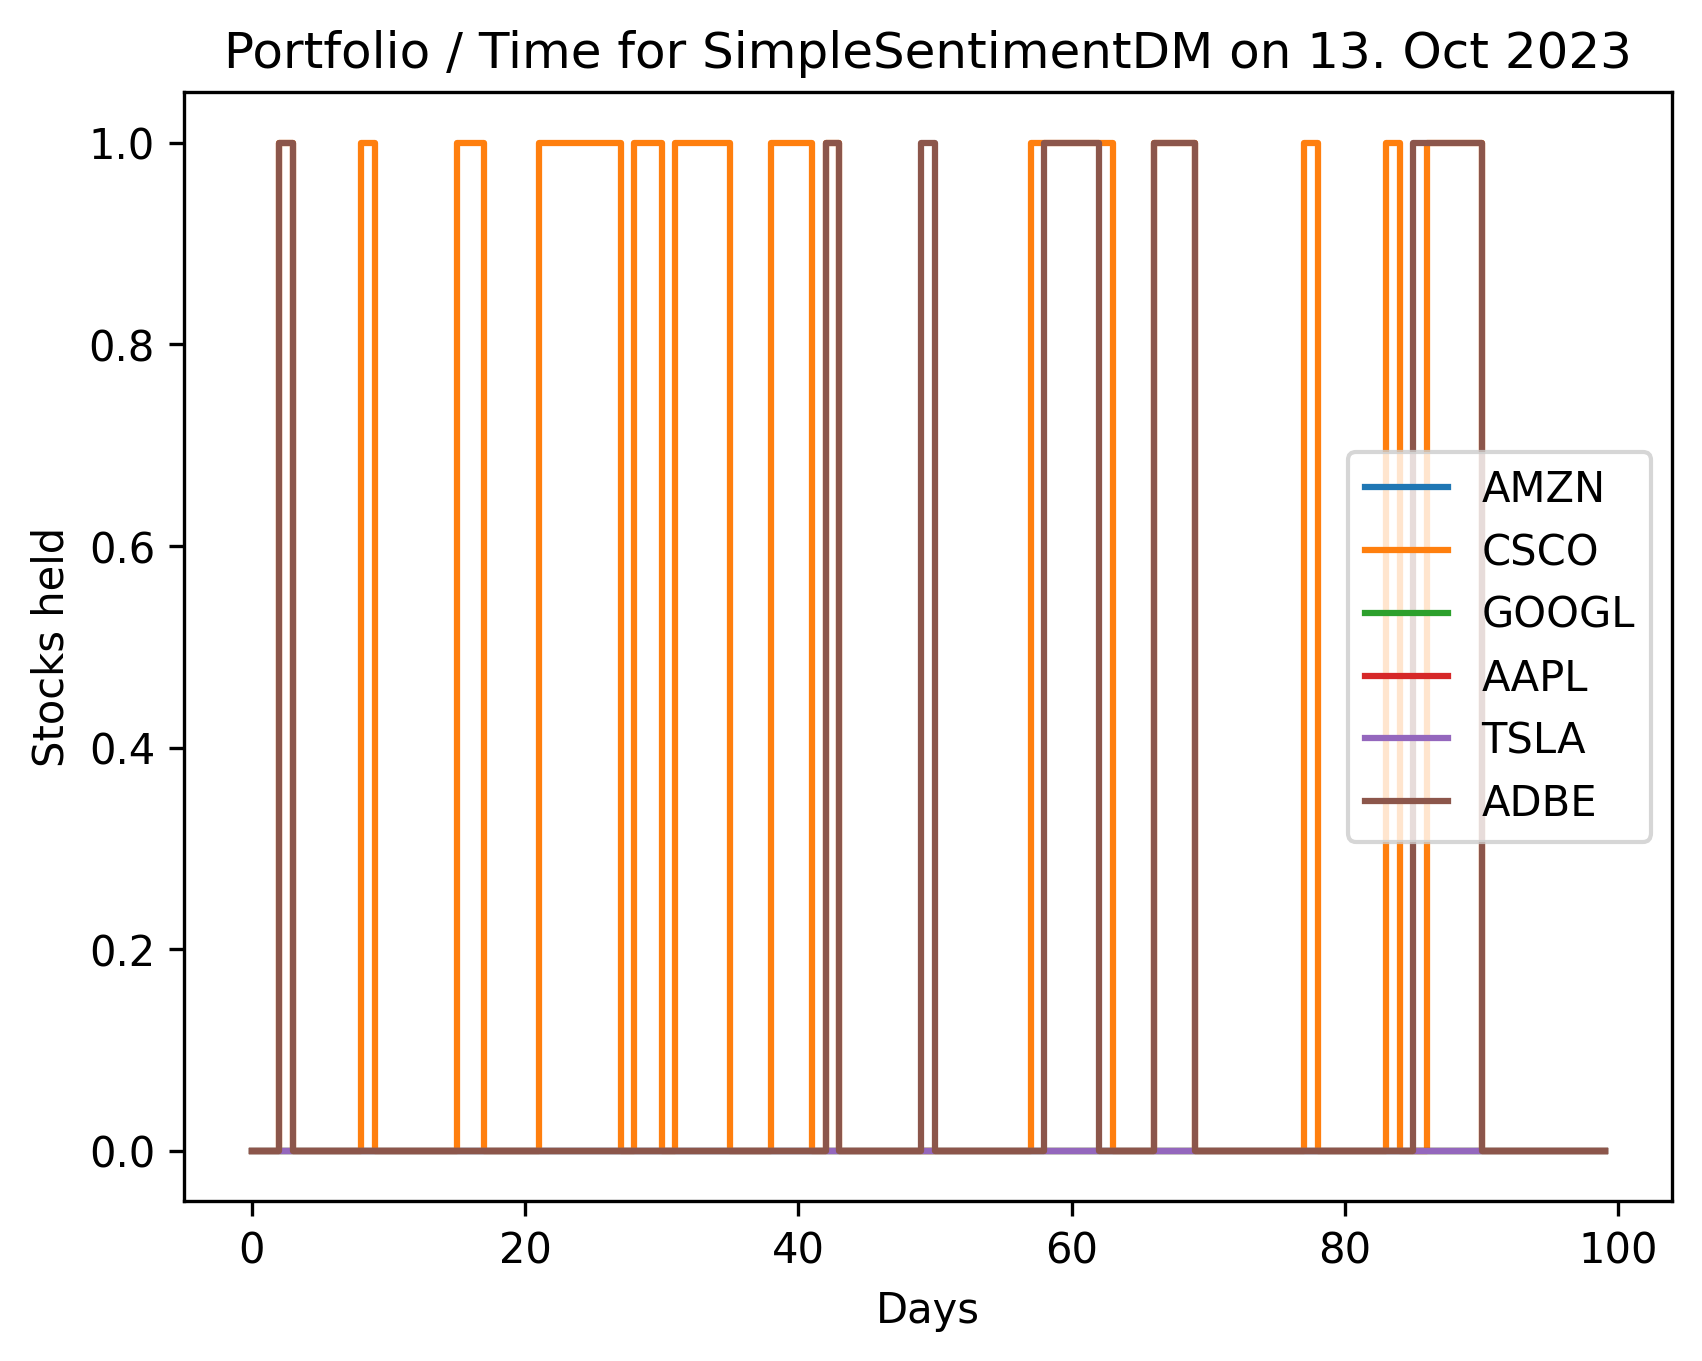 Portfolio / Time for SimpleSentimentDM on 13. Oct 2023
1.0
0.8
0.6
0.4
0.2
0.0
Stocks held
AMZN
CSCO
GOOGL
AAPL
TSLA
ADBE
0 20 40 60 80 100
Days